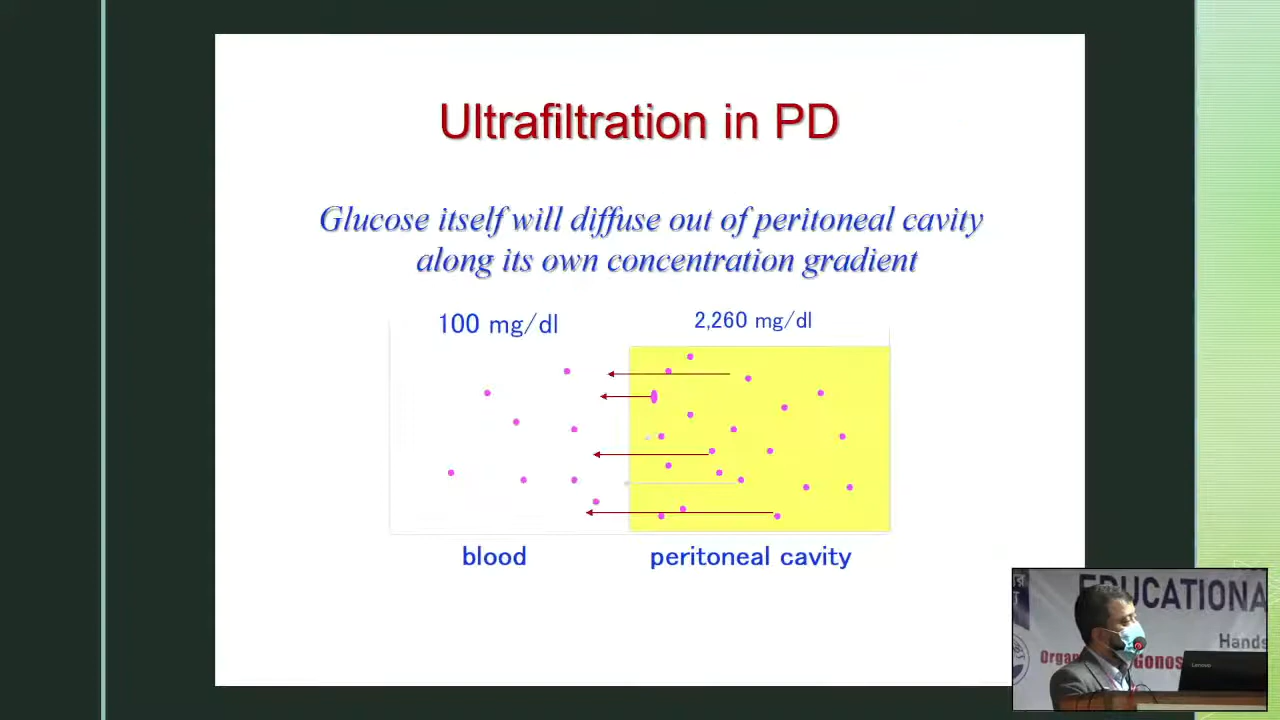 Ultrafiltration in PD
Glucose itself will diffuse out of peritoneal cavity
along its own concentration gradient
100 mg/dl
2,260 mg/dl
blood
peritoneal cavity
EDUCATIONA
Hands
Organ
Gonos
Lenovo